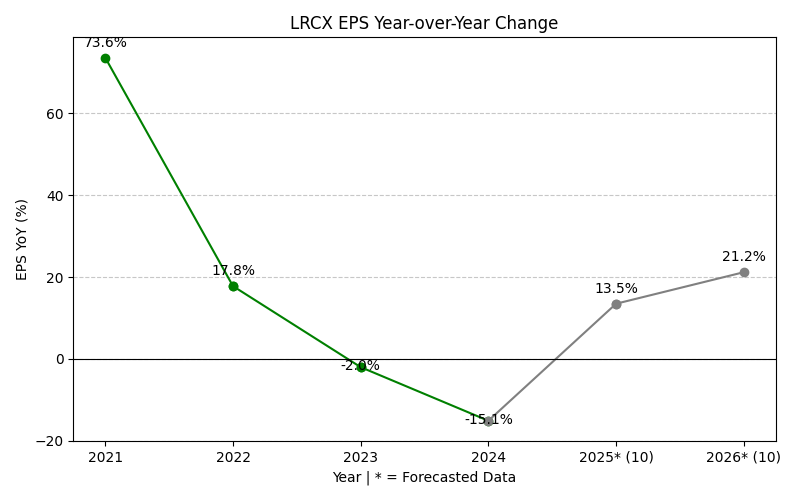 LRCX EPS Year-over-Year Change
73.6%
60
40
EPS YoY (%)
21.2%
20
17.8%
13.5%
0
-2.0%
-15.1%
−20
2021 2022 2023 2024 2025* (10) 2026* (10)
Year | * = Forecasted Data